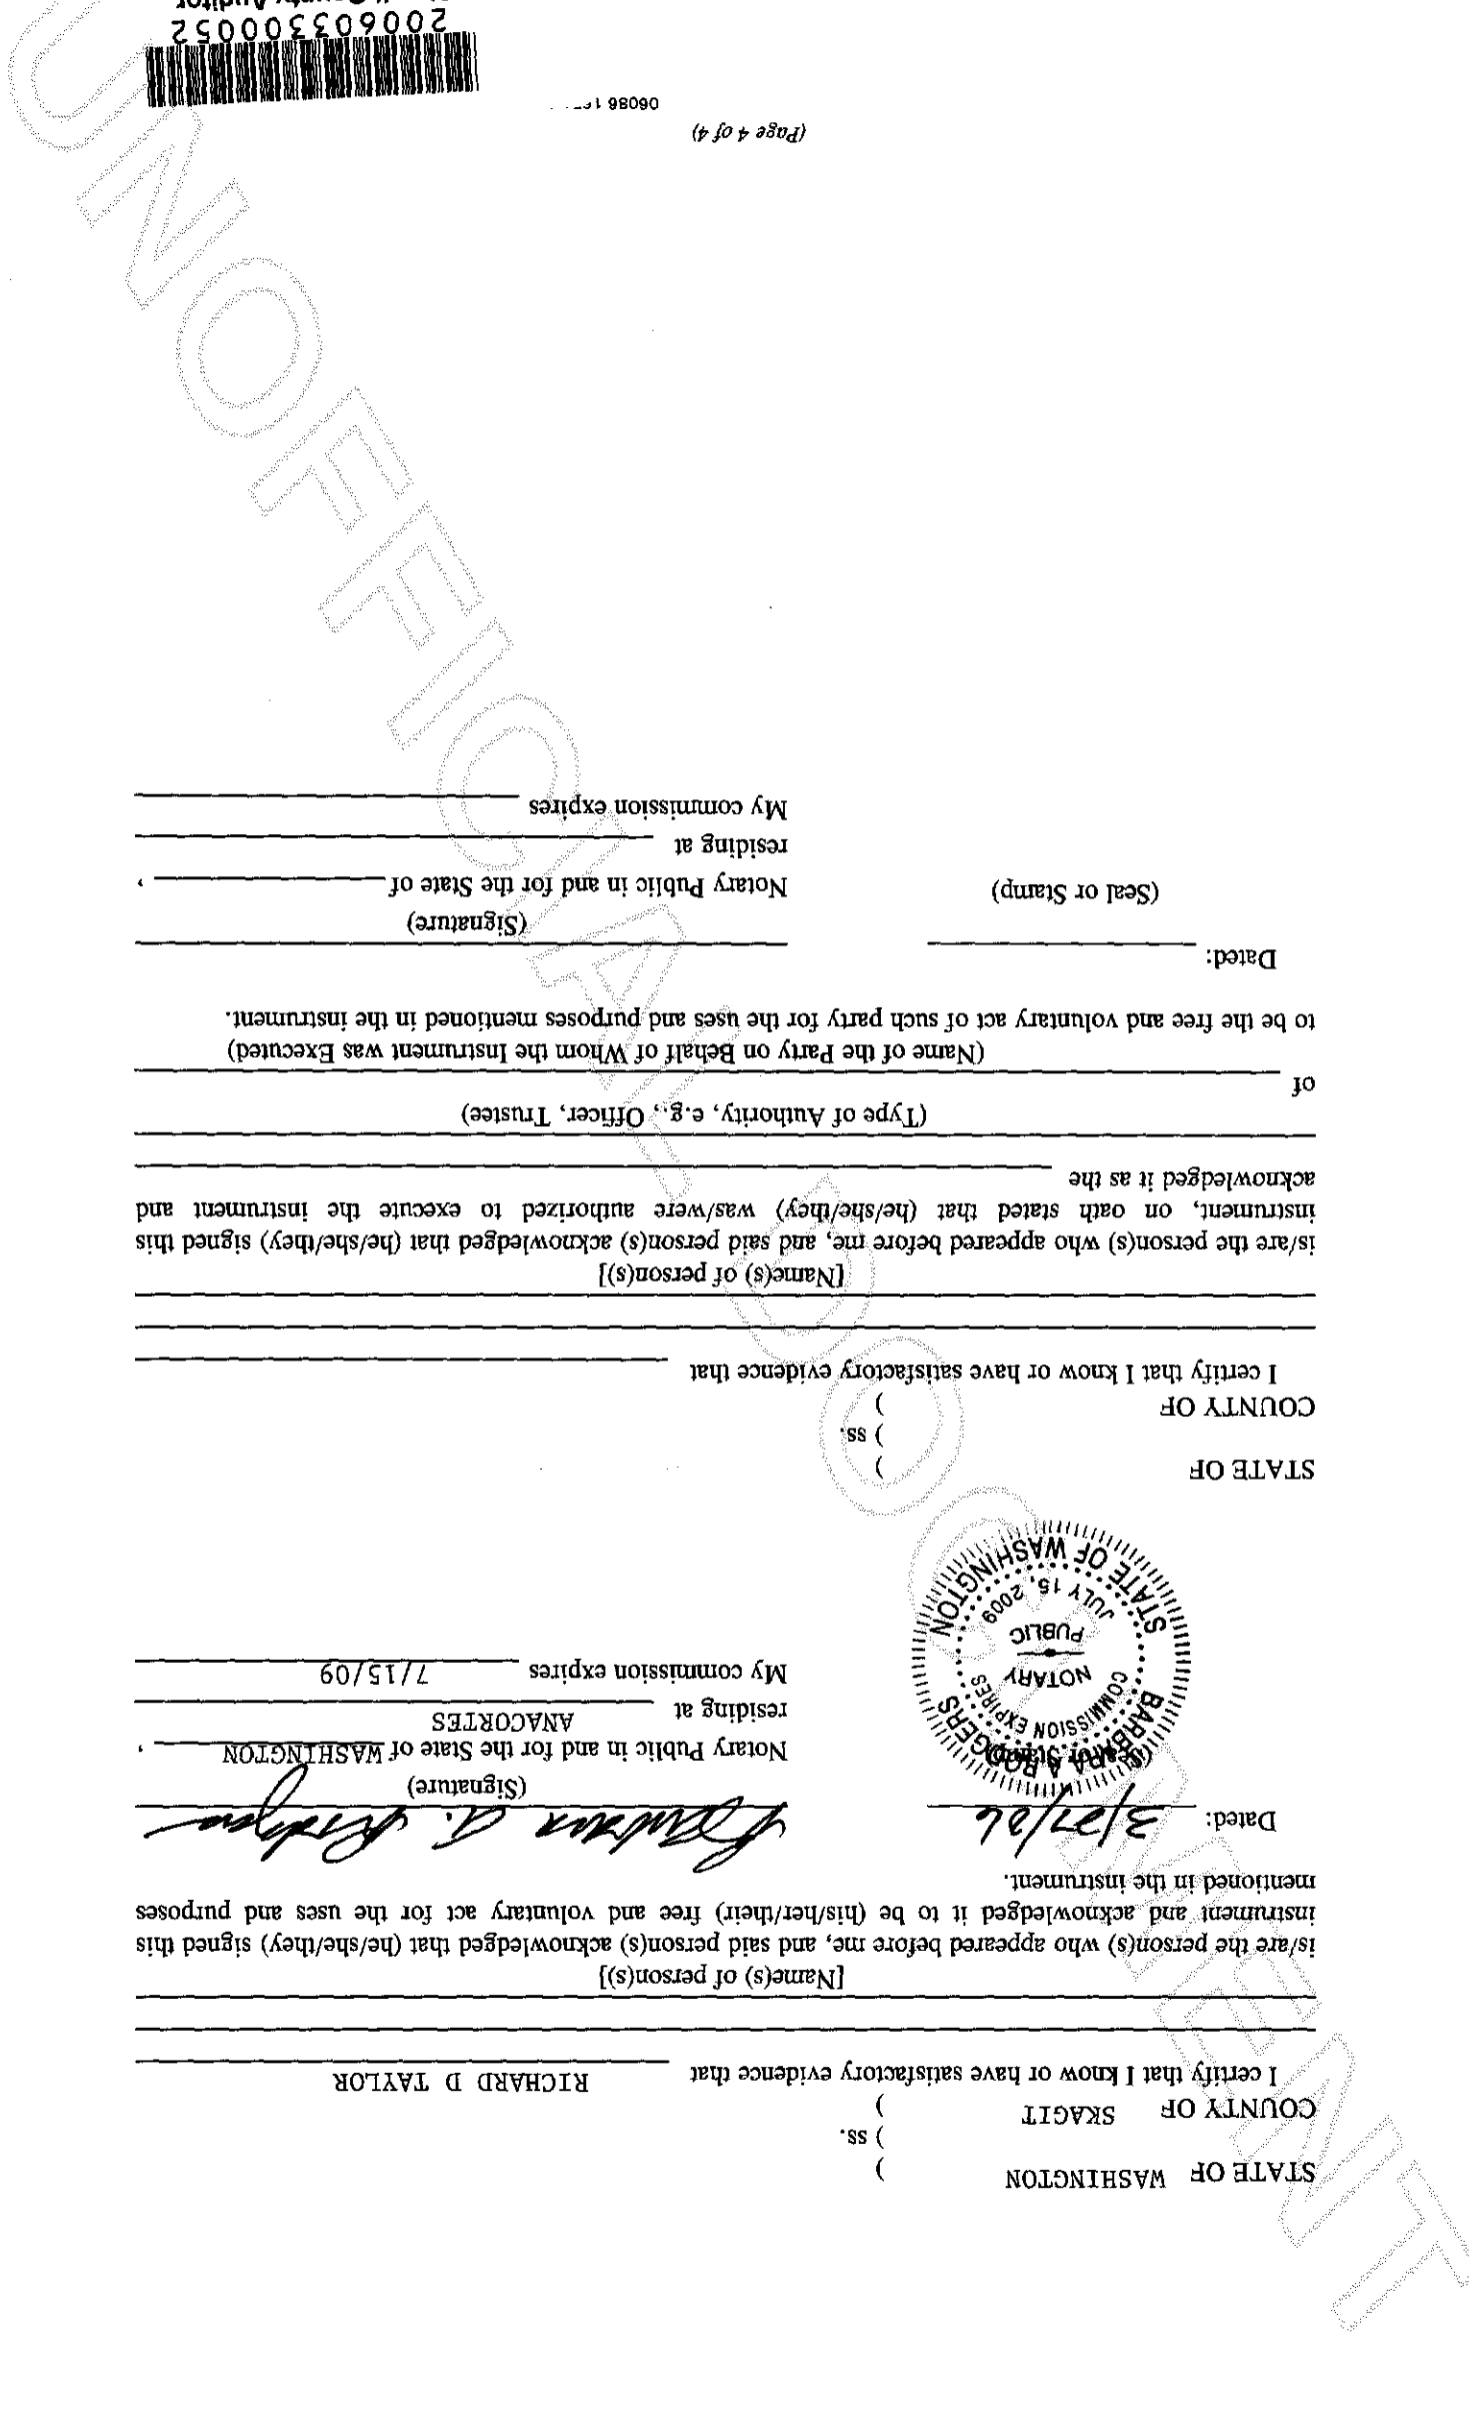 STATE OF WASHINGTON )
) ss.
COUNTY OF SKAGIT )
I certify that I know or have satisfactory evidence that RICHARD D TAYLOR
[Name(s) of person(s)]
is/are the person(s) who appeared before me, and said person(s) acknowledged that (he/she/they) signed this
instrument and acknowledged it to be (his/her/their) free and voluntary act for the uses and purposes
mentioned in the instrument.
Dated: 3/27/06
Barbara A. Rodgers
(Signature)
(Seal or Stamp)
BARBARA A RODGERS
COMMISSION EXPIRES
NOTARY
PUBLIC
JULY 15, 2009
STATE OF WASHINGTON
Notary Public in and for the State of WASHINGTON ,
residing at ANACORTES
My commission expires 7/15/09
STATE OF )
) ss.
COUNTY OF )
I certify that I know or have satisfactory evidence that
[Name(s) of person(s)]
is/are the person(s) who appeared before me, and said person(s) acknowledged that (he/she/they) signed this
instrument, on oath stated that (he/she/they) was/were authorized to execute the instrument and
acknowledged it as the
(Type of Authority, e.g., Officer, Trustee)
of
(Name of the Party on Behalf of Whom the Instrument was Executed)
to be the free and voluntary act of such party for the uses and purposes mentioned in the instrument.
Dated:
(Signature)
(Seal or Stamp)
Notary Public in and for the State of ,
residing at
My commission expires
(Page 4 of 4)
06086
200603300052
County Auditor
UNOFFICIAL DOCUMENT